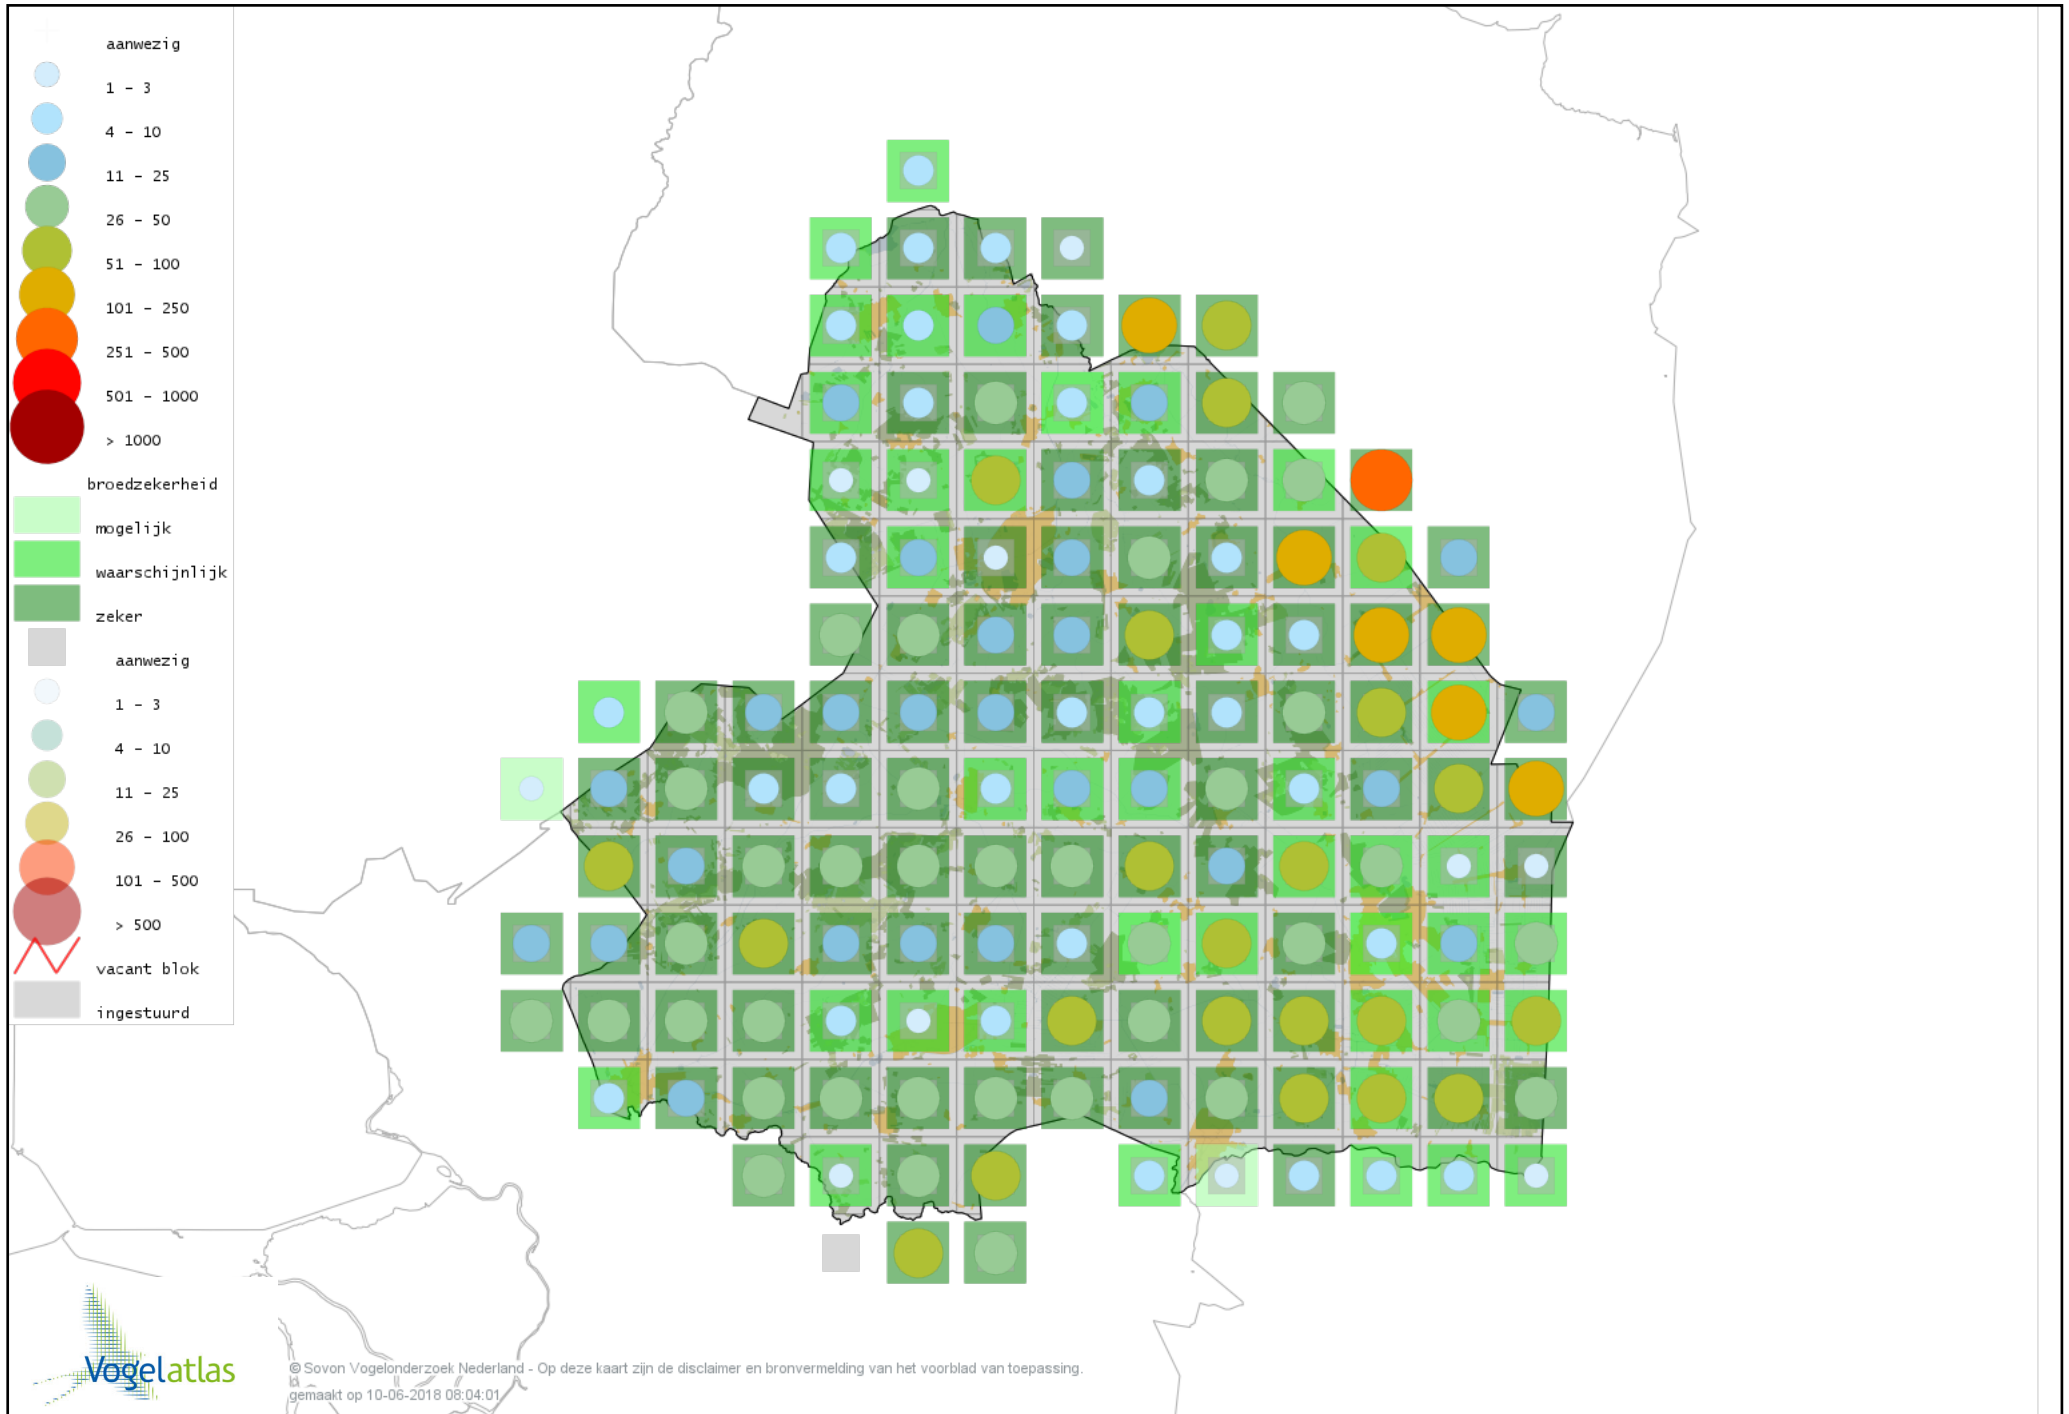 aanwezig
1 - 3
4 - 10
11 - 25
26 - 50
51 - 100
101 - 250
251 - 500
501 - 1000
> 1000
broedzekerheid
mogelijk
waarschijnlijk
zeker
aanwezig
1 - 3
4 - 10
11 - 25
26 - 100
101 - 500
> 500
vacant blok
ingestuurd
Vogelatlas
© Sovon Vogelonderzoek Nederland - Op deze kaart zijn de disclaimer en bronvermelding van het voorblad van toepassing.
gemaakt op 10-06-2018 08:04:01